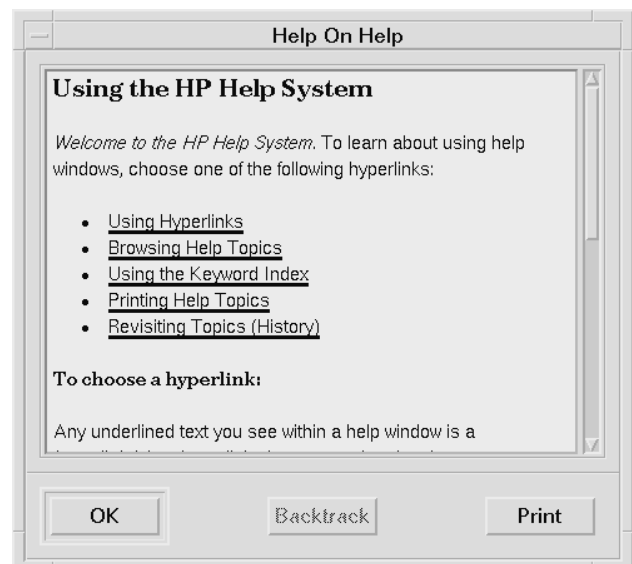 Help On Help
Using the HP Help System
Welcome to the HP Help System. To learn about using help
windows, choose one of the following hyperlinks:
• Using Hyperlinks
• Browsing Help Topics
• Using the Keyword Index
• Printing Help Topics
• Revisiting Topics (History)
To choose a hyperlink:
Any underlined text you see within a help window is a
OK
Backtrack
Print